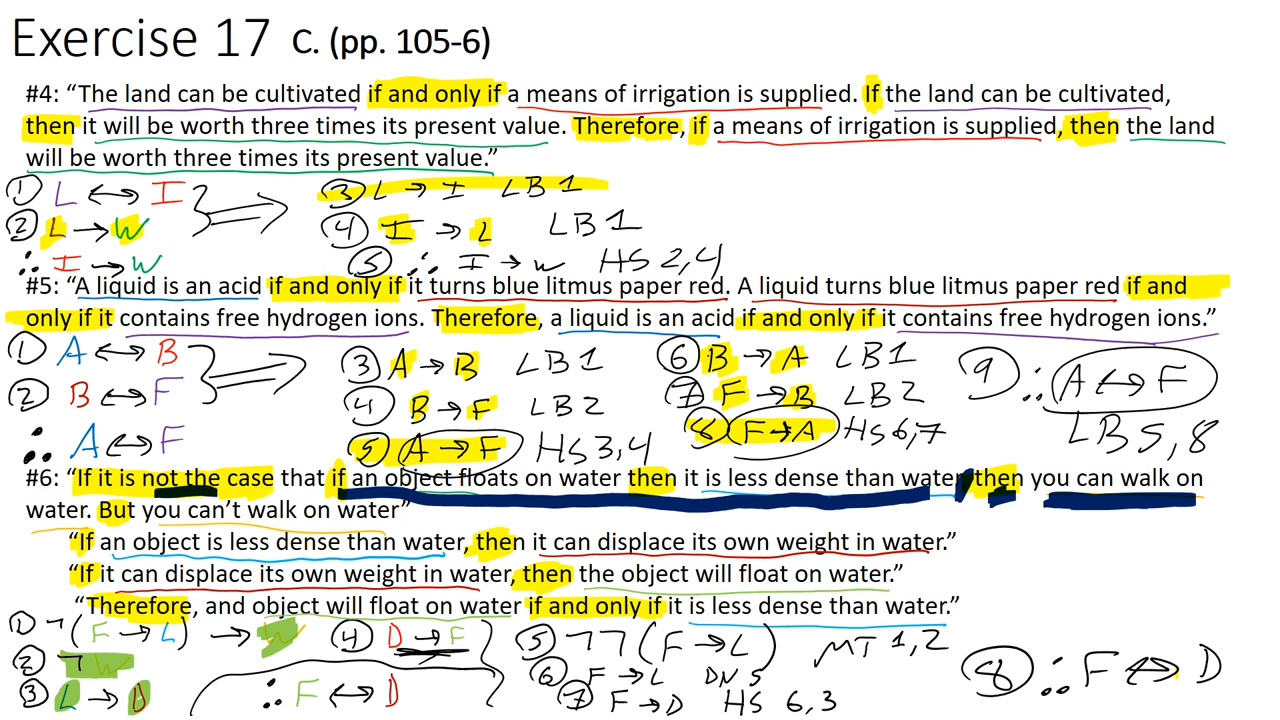 Exercise 17 C. (pp. 105-6)
#4: “The land can be cultivated if and only if a means of irrigation is supplied. If the land can be cultivated,
then it will be worth three times its present value. Therefore, if a means of irrigation is supplied, then the land
will be worth three times its present value.”
① L ↔ I
② L → W
∴ I → W
③ L → I LB 1
④ I → L LB 1
⑤ ∴ I → W HS 2,4
#5: “A liquid is an acid if and only if it turns blue litmus paper red. A liquid turns blue litmus paper red if and
only if it contains free hydrogen ions. Therefore, a liquid is an acid if and only if it contains free hydrogen ions.”
① A ↔ B
② B ↔ F
∴ A ↔ F
③ A → B LB 1
④ B → F LB 2
⑤ A → F HS 3,4
⑥ B → A LB 1
⑦ F → B LB 2
⑧ F → A HS 6,7
⑨ ∴ A ↔ F
LB 5,8
#6: “If it is not the case that if an object floats on water then it is less dense than water, then you can walk on
water. But you can’t walk on water”
“If an object is less dense than water, then it can displace its own weight in water.”
“If it can displace its own weight in water, then the object will float on water.”
“Therefore, and object will float on water if and only if it is less dense than water.”
① ¬(F → L) → W
② ¬W
③ L → D
④ D → F
∴ F ↔ D
⑤ ¬¬(F → L) MT 1,2
⑥ F → L DN 5
⑦ F → D HS 6,3
⑧ ∴ F ↔ D